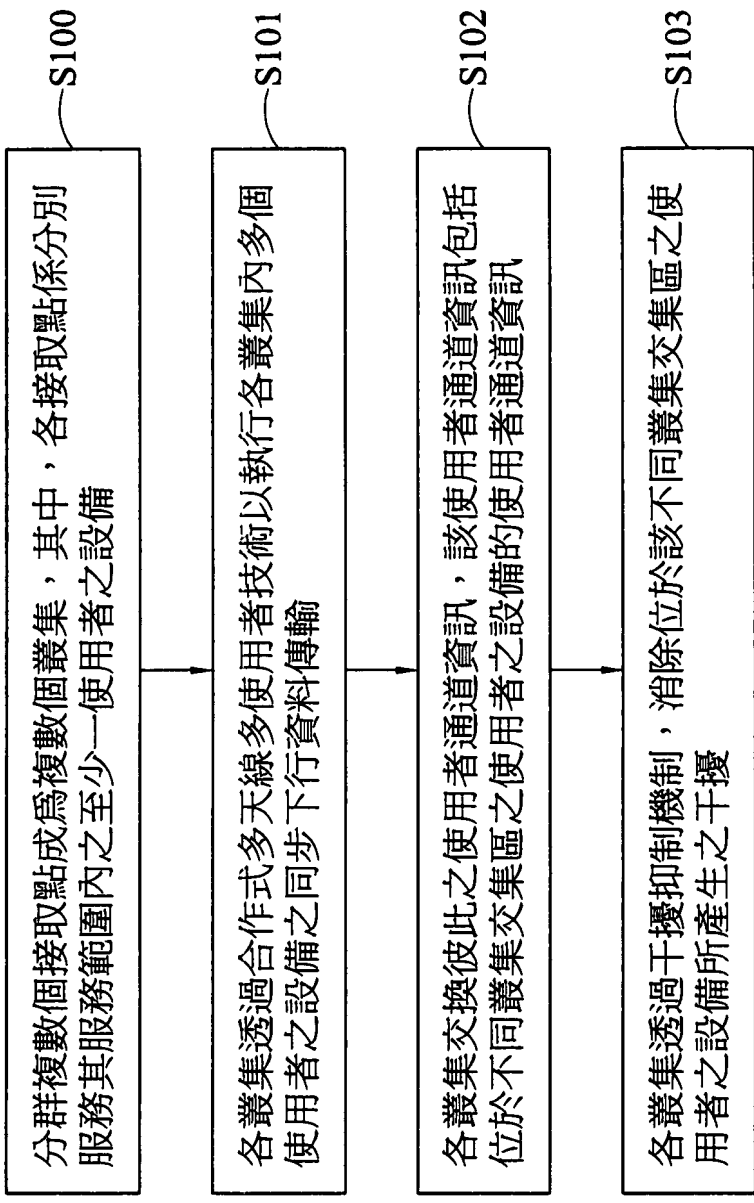 分群複數個接取點成爲複數個叢集，其中，各接取點係分別
服務其服務範圍內之至少一使用者之設備
S100
各叢集透過合作式多天線多使用者技術以執行各叢集內多個
使用者之設備之同步下行資料傳輸
S101
各叢集交換彼此之使用者通道資訊，該使用者通道資訊包括
位於不同叢集交集區之使用者之設備的使用者通道資訊
S102
各叢集透過干擾抑制機制，消除位於該不同叢集交集區之使
用者之設備所產生之干擾
S103